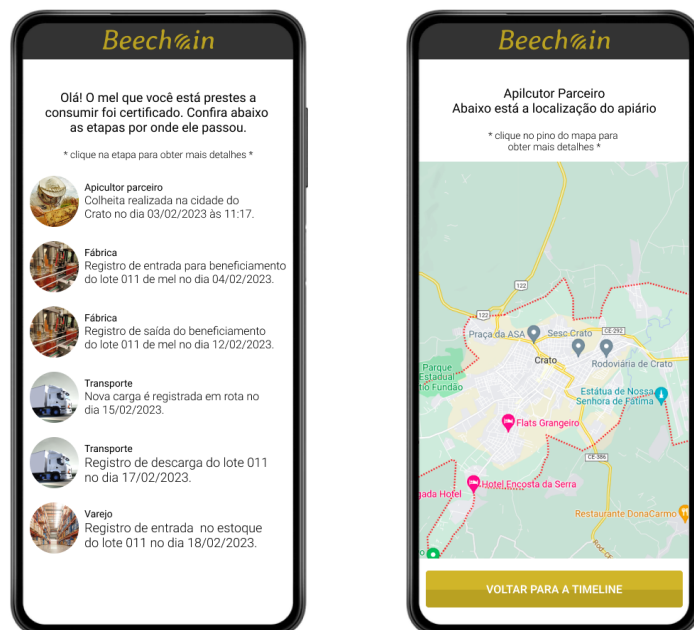 Beechain
Olá! O mel que você está prestes a
consumir foi certificado. Confira abaixo
as etapas por onde ele passou.
* clique na etapa para obter mais detalhes *
Apicultor parceiro
Colheita realizada na cidade do
Crato no dia 03/02/2023 às 11:17.
Fábrica
Registro de entrada para beneficiamento
do lote 011 de mel no dia 04/02/2023.
Fábrica
Registro de saída do beneficiamento
do lote 011 de mel no dia 12/02/2023.
Transporte
Nova carga é registrada em rota no
dia 15/02/2023.
Transporte
Registro de descarga do lote 011
no dia 17/02/2023.
Varejo
Registro de entrada no estoque
do lote 011 no dia 18/02/2023.
Beechain
Apilcutor Parceiro
Abaixo está a localização do apiário
* clique no pino do mapa para
obter mais detalhes *
122
122
Praça da ASA
Sesc Crato
CE-292
Crato
Rodoviária de Crato
Parque
Estadual
tio Fundão
Estátua de Nossa
Senhora de Fátima
Flats Grangeiro
CE-386
Hotel Encosta da Serra
gada Hotel
Restaurante DonaCarmo
VOLTAR PARA A TIMELINE